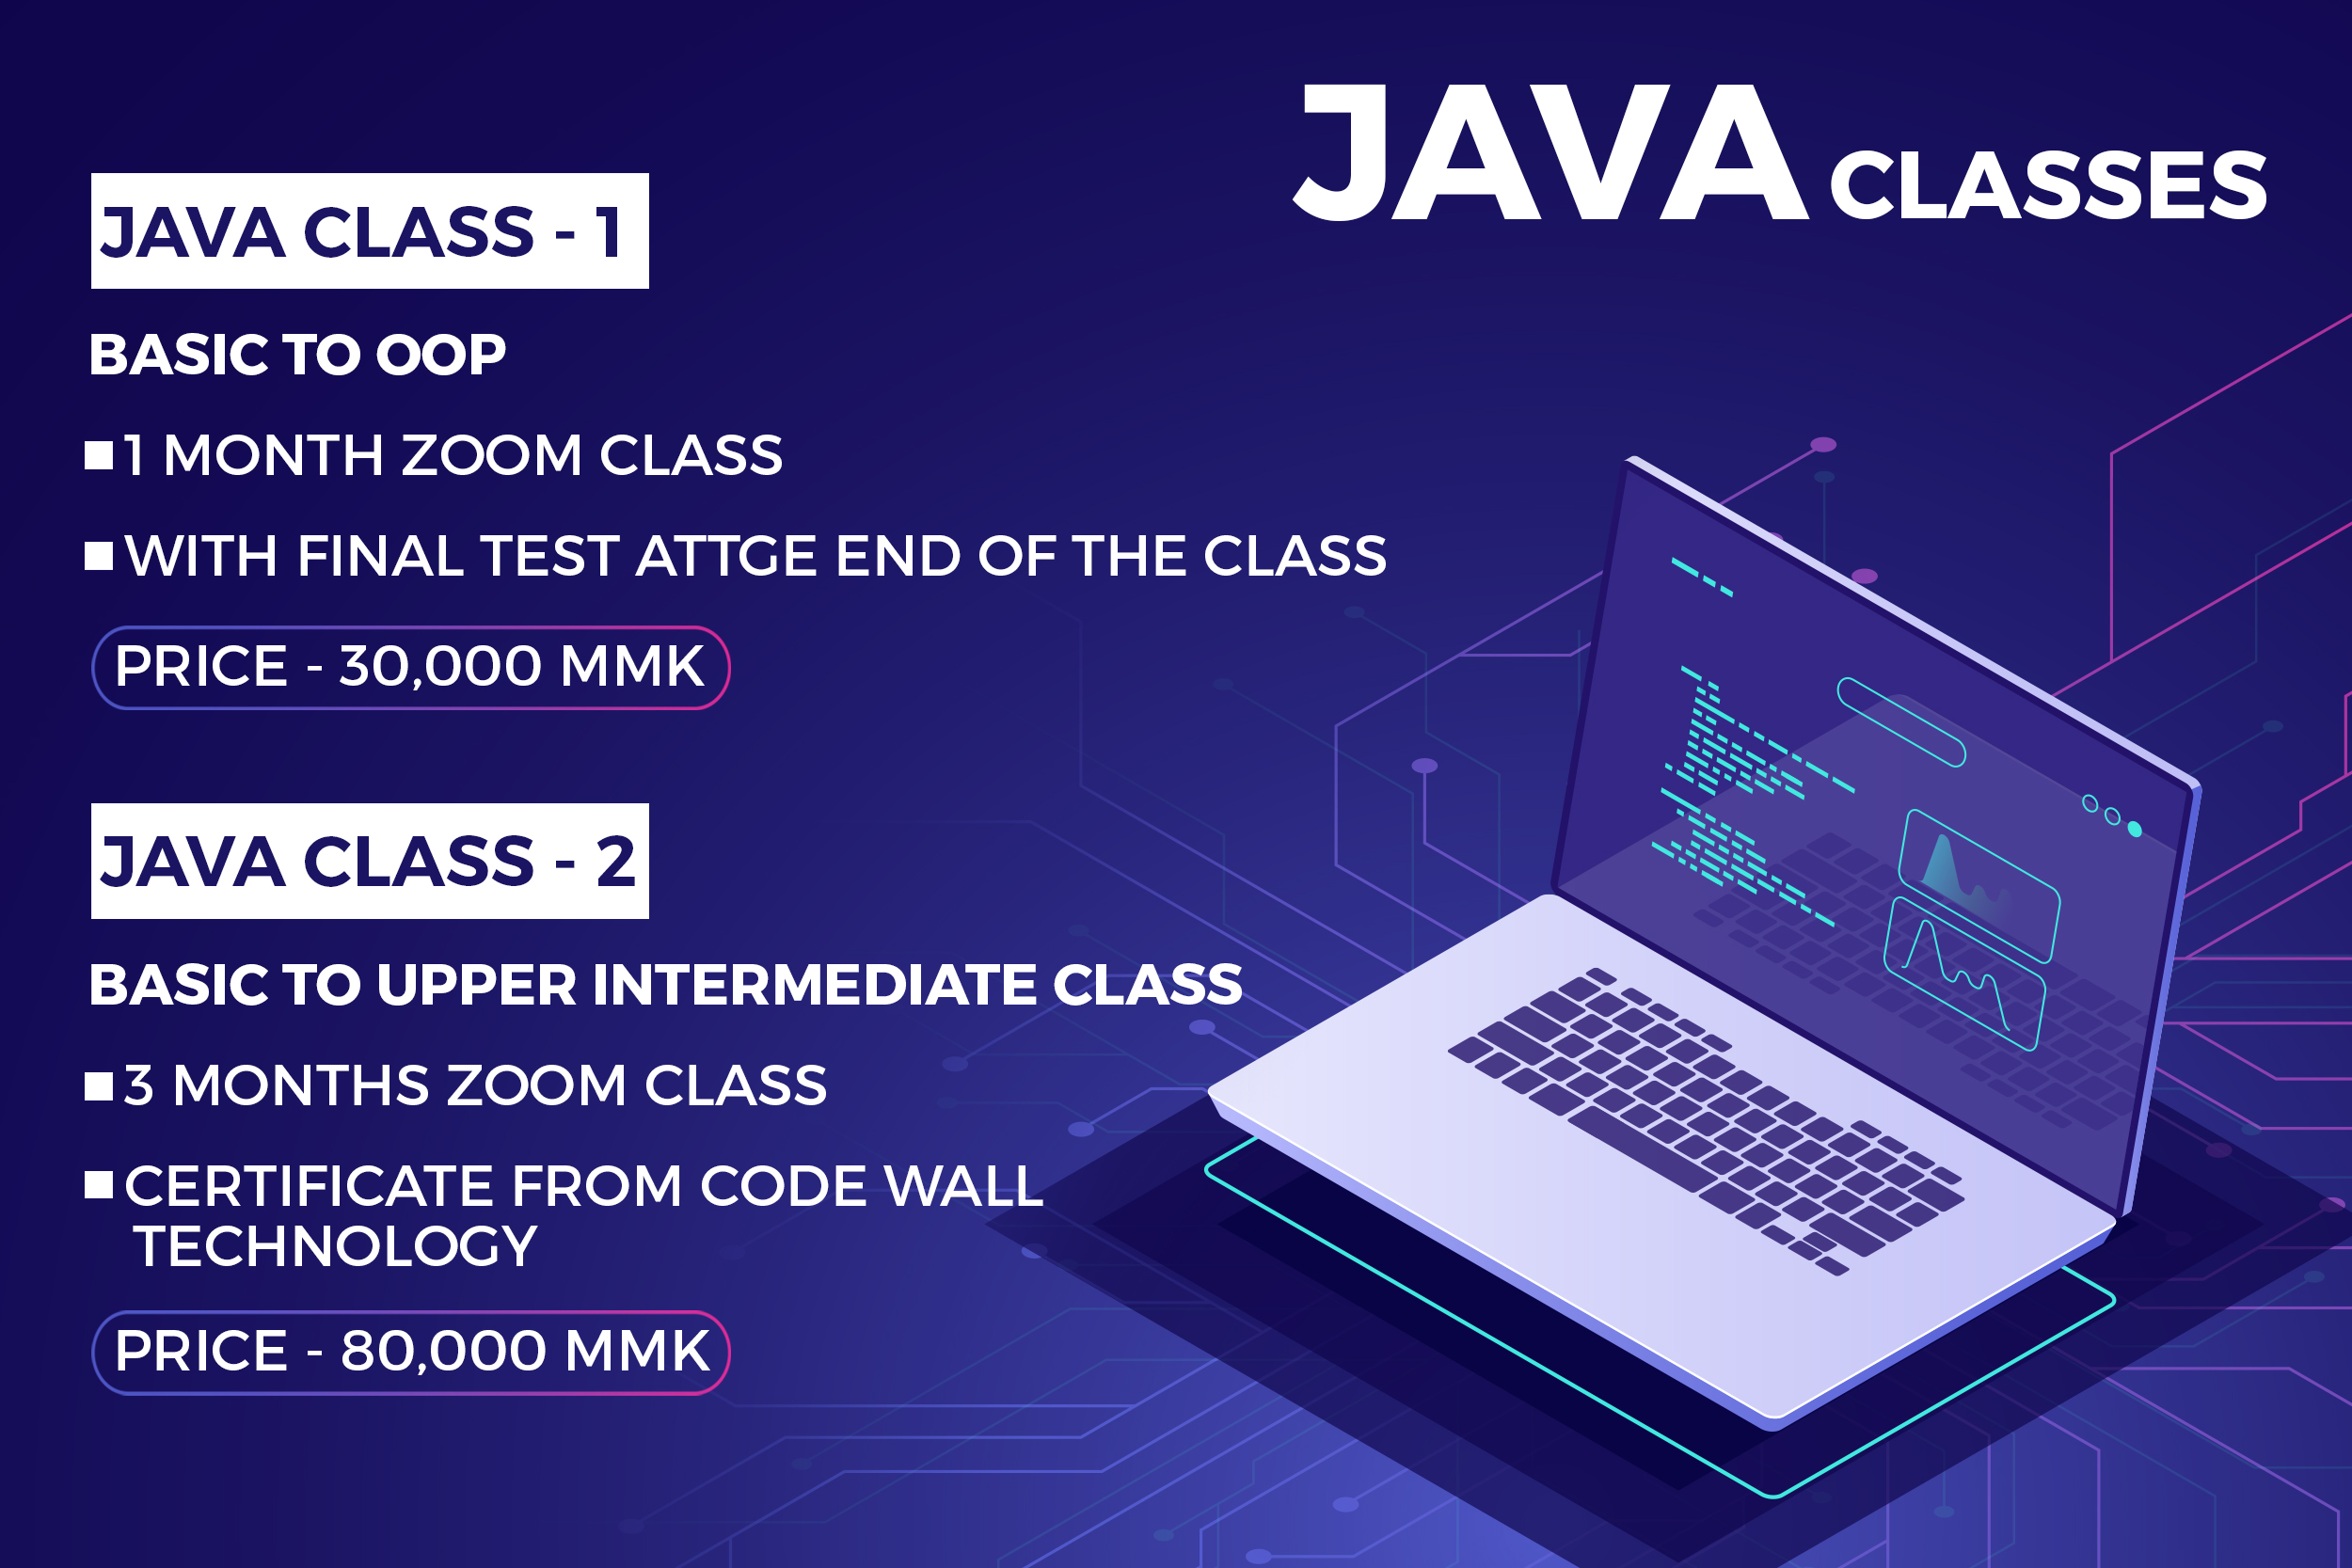 JAVA CLASSES
JAVA CLASS - 1
BASIC TO OOP
1 MONTH ZOOM CLASS
WITH FINAL TEST ATTGE END OF THE CLASS
PRICE - 30,000 MMK
JAVA CLASS - 2
BASIC TO UPPER INTERMEDIATE CLASS
3 MONTHS ZOOM CLASS
CERTIFICATE FROM CODE WALL
TECHNOLOGY
PRICE - 80,000 MMK